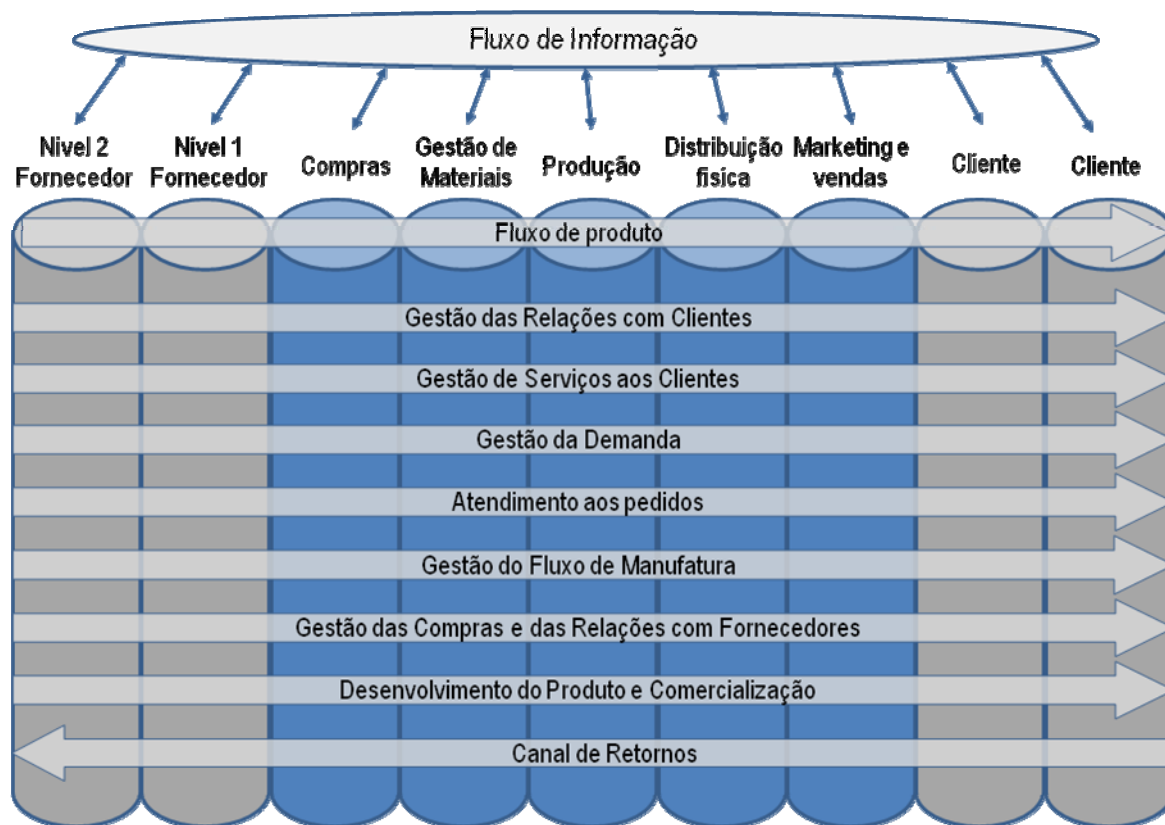 Fluxo de Informação
Nivel 2
Fornecedor
Nível 1
Fornecedor
Compras
Gestão de
Materiais
Produção
Distribuição
fisica
Marketing e
vendas
Cliente
Cliente
Fluxo de produto
Gestão das Relações com Clientes
Gestão de Serviços aos Clientes
Gestão da Demanda
Atendimento aos pedidos
Gestão do Fluxo de Manufatura
Gestão das Compras e das Relações com Fornecedores
Desenvolvimento do Produto e Comercialização
Canal de Retornos